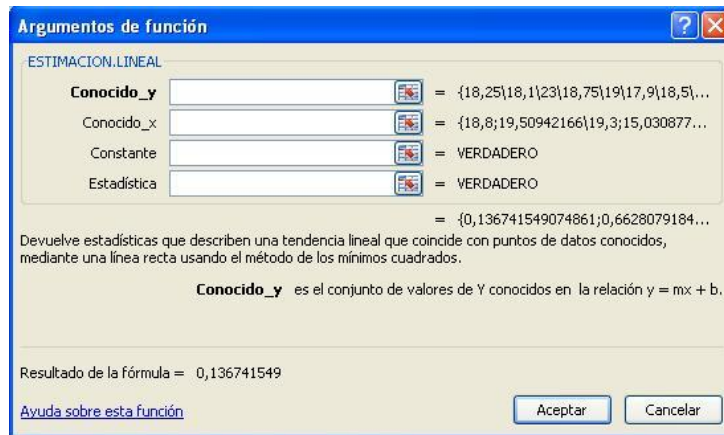 Argumentos de función
ESTIMACION.LINEAL
Conocido_y = {18,25\18,1\23\18,75\19\17,9\18,5\...
Conocido_x = {18,8;19,50942166\19,3;15,030877...
Constante = VERDADERO
Estadística = VERDADERO
= {0,136741549074861;0,6628079184...
Devuelve estadísticas que describen una tendencia lineal que coincide con puntos de datos conocidos,
mediante una línea recta usando el método de los mínimos cuadrados.
Conocido_y es el conjunto de valores de Y conocidos en la relación y = mx + b.
Resultado de la fórmula = 0,136741549
Ayuda sobre esta función
Aceptar
Cancelar